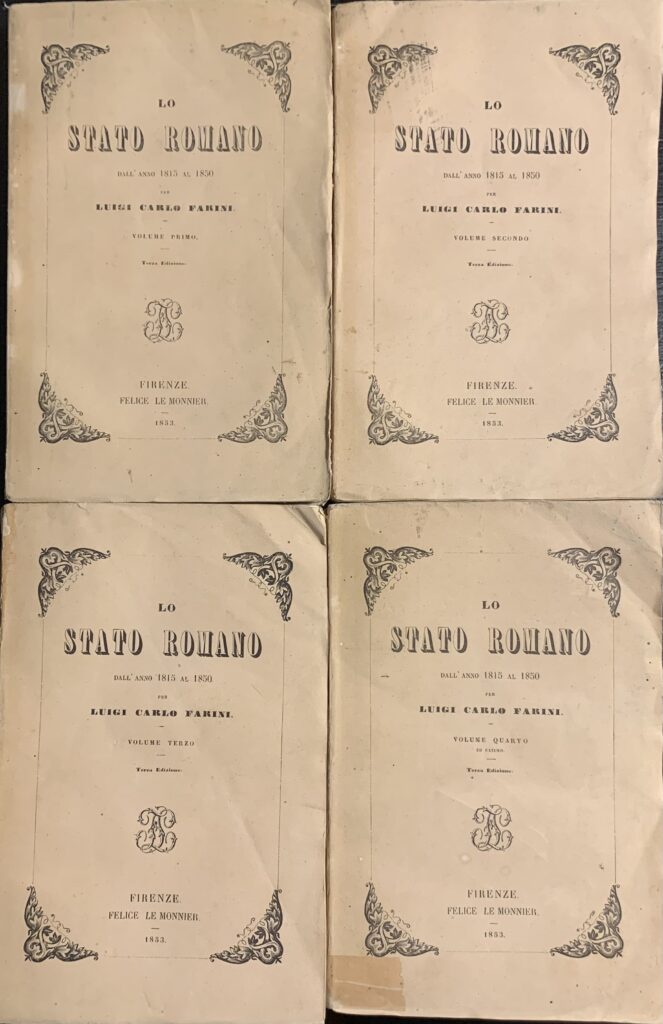 LO
STATO ROMANO
DALL'ANNO 1815 AL 1850
PER
LUIGI CARLO FARINI.
VOLUME PRIMO.
Terza Edizione.
FIRENZE.
FELICE LE MONNIER.
1853.
LO
STATO ROMANO
DALL'ANNO 1815 AL 1850
PER
LUIGI CARLO FARINI.
VOLUME SECONDO
Terza Edizione.
FIRENZE.
FELICE LE MONNIER.
1853.
LO
STATO ROMANO
DALL'ANNO 1815 AL 1850
PER
LUIGI CARLO FARINI.
VOLUME TERZO
Terza Edizione.
FIRENZE.
FELICE LE MONNIER.
1853.
LO
STATO ROMANO
DALL'ANNO 1815 AL 1850
PER
LUIGI CARLO FARINI.
VOLUME QUARTO
ED ULTIMO.
Terza Edizione.
FIRENZE.
FELICE LE MONNIER.
1853.